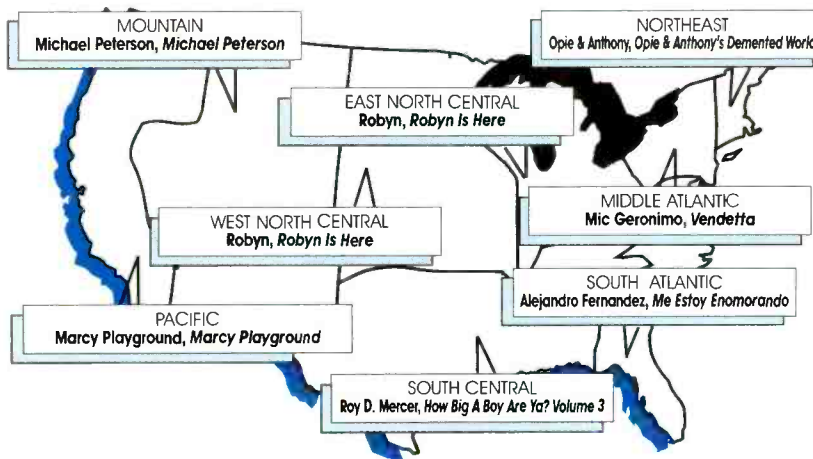 MOUNTAIN
Michael Peterson, Michael Peterson
NORTHEAST
Opie & Anthony, Opie & Anthony's Demented World
EAST NORTH CENTRAL
Robyn, Robyn Is Here
WEST NORTH CENTRAL
Robyn, Robyn Is Here
MIDDLE ATLANTIC
Mic Geronimo, Vendetta
SOUTH ATLANTIC
Alejandro Fernandez, Me Estoy Enomorando
PACIFIC
Marcy Playground, Marcy Playground
SOUTH CENTRAL
Roy D. Mercer, How Big A Boy Are Ya? Volume 3